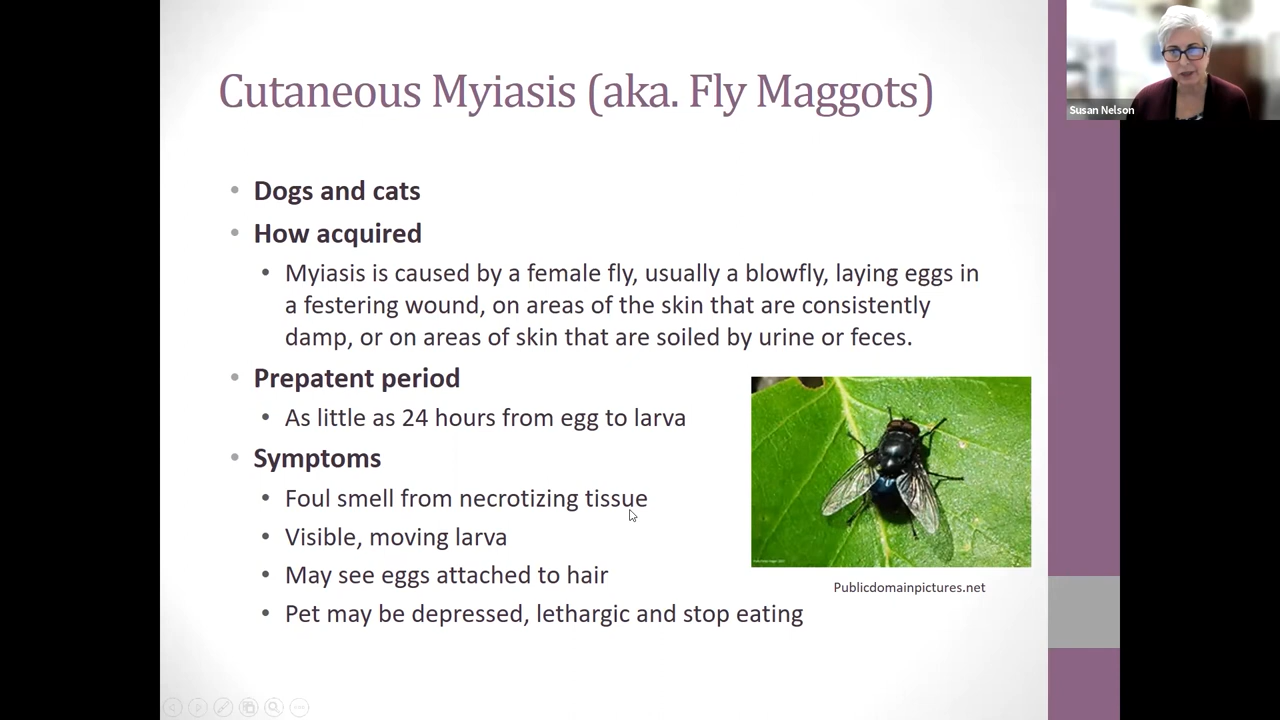 Cutaneous Myiasis (aka. Fly Maggots)
Susan Nelson
• Dogs and cats
• How acquired
• Myiasis is caused by a female fly, usually a blowfly, laying eggs in
a festering wound, on areas of the skin that are consistently
damp, or on areas of skin that are soiled by urine or feces.
• Prepatent period
• As little as 24 hours from egg to larva
• Symptoms
• Foul smell from necrotizing tissue
• Visible, moving larva
• May see eggs attached to hair
• Pet may be depressed, lethargic and stop eating
Publicdomainpictures.net